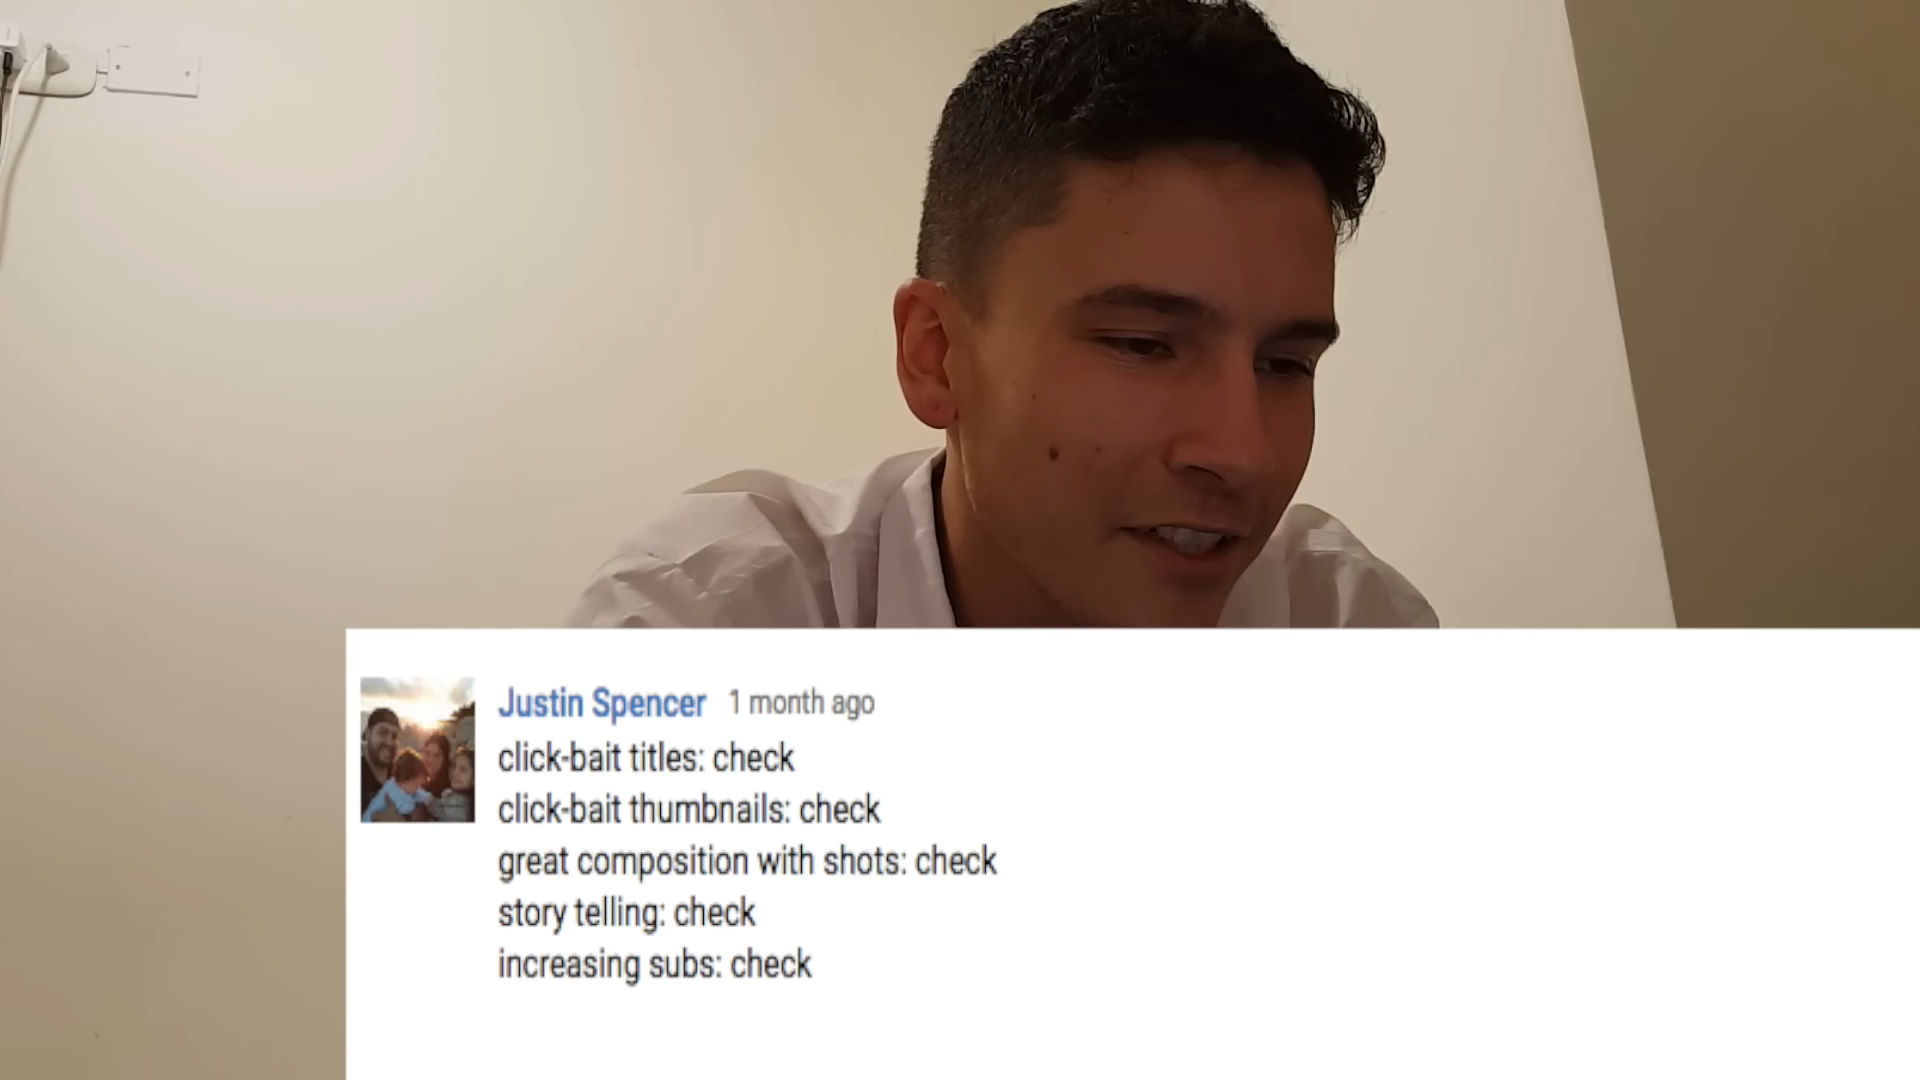 Justin Spencer 1 month ago
click-bait titles: check
click-bait thumbnails: check
great composition with shots: check
story telling: check
increasing subs: check